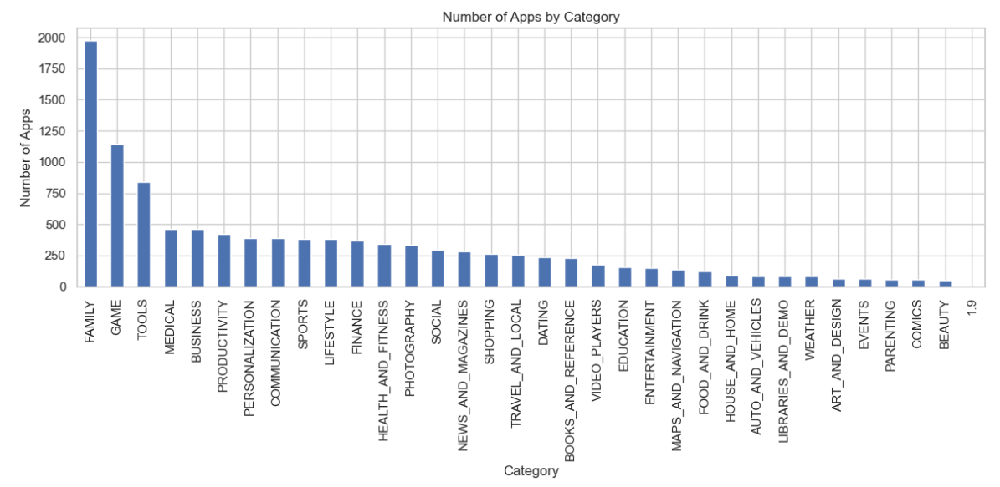 Number of Apps by Category
Number of Apps
2000
1750
1500
1250
1000
750
500
250
0
FAMILY
GAME
TOOLS
MEDICAL
BUSINESS
PRODUCTIVITY
PERSONALIZATION
COMMUNICATION
SPORTS
LIFESTYLE
FINANCE
HEALTH_AND_FITNESS
PHOTOGRAPHY
SOCIAL
NEWS_AND_MAGAZINES
SHOPPING
TRAVEL_AND_LOCAL
DATING
BOOKS_AND_REFERENCE
VIDEO_PLAYERS
EDUCATION
ENTERTAINMENT
MAPS_AND_NAVIGATION
FOOD_AND_DRINK
HOUSE_AND_HOME
AUTO_AND_VEHICLES
LIBRARIES_AND_DEMO
WEATHER
ART_AND_DESIGN
EVENTS
PARENTING
COMICS
BEAUTY
1.9
Category